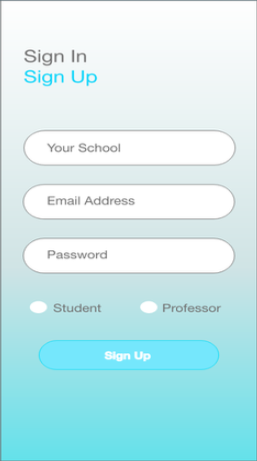 Sign In
Sign Up
Your School
Email Address
Password
Student Professor
Sign Up